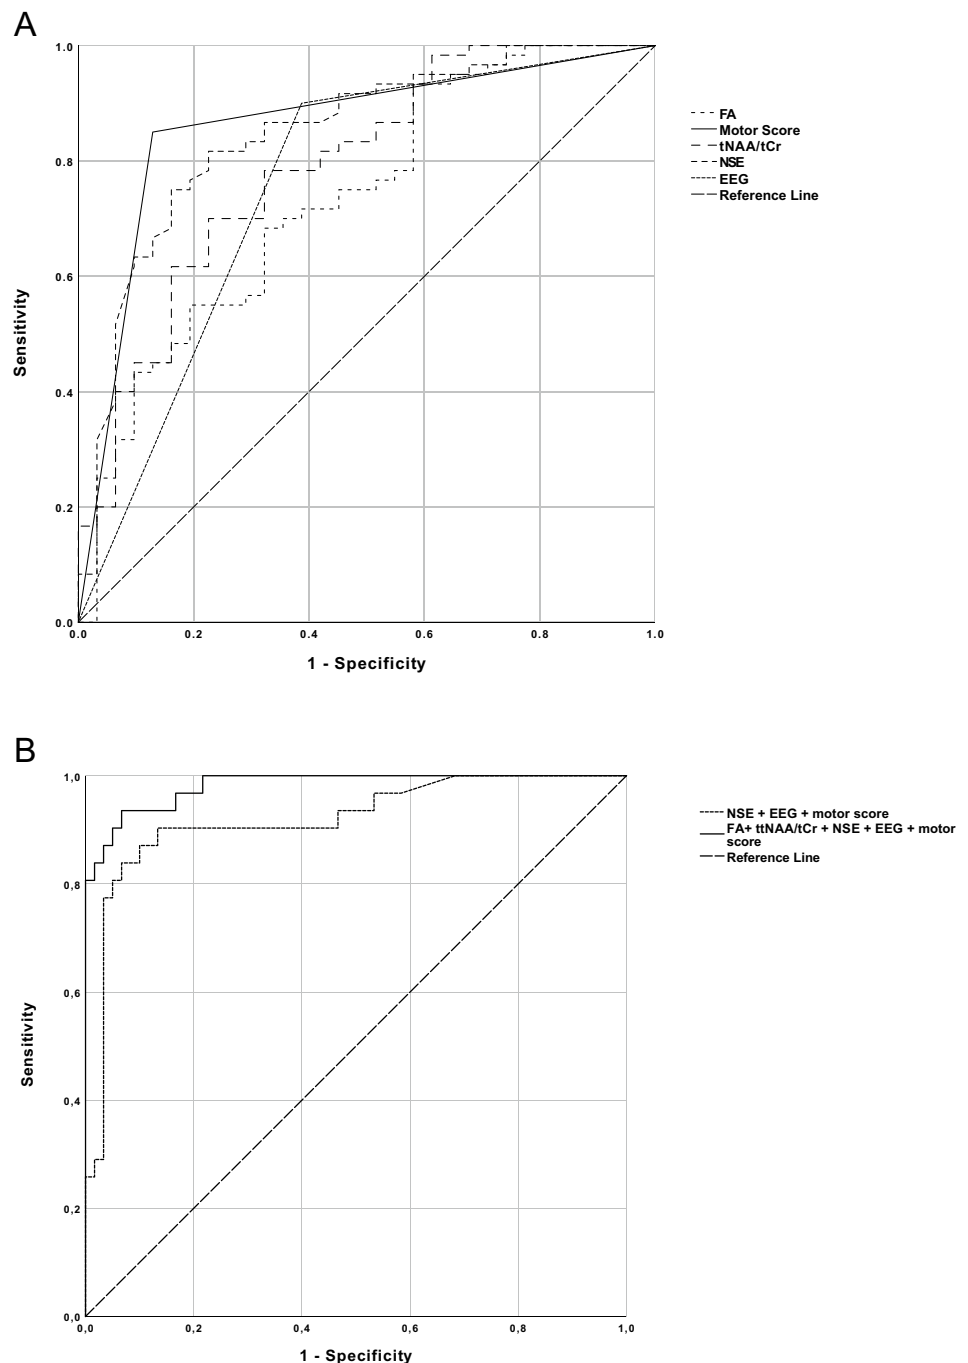 A
1.0
0.8
0.6
0.4
0.2
0.0
Sensitivity
0.0 0.2 0.4 0.6 0.8 1.0
1 - Specificity
FA
Motor Score
tNAA/tCr
NSE
EEG
Reference Line
B
1,0
0,8
0,6
0,4
0,2
0,0
Sensitivity
0,0 0,2 0,4 0,6 0,8 1,0
1 - Specificity
NSE + EEG + motor score
FA+ ttNAA/tCr + NSE + EEG + motor
score
Reference Line